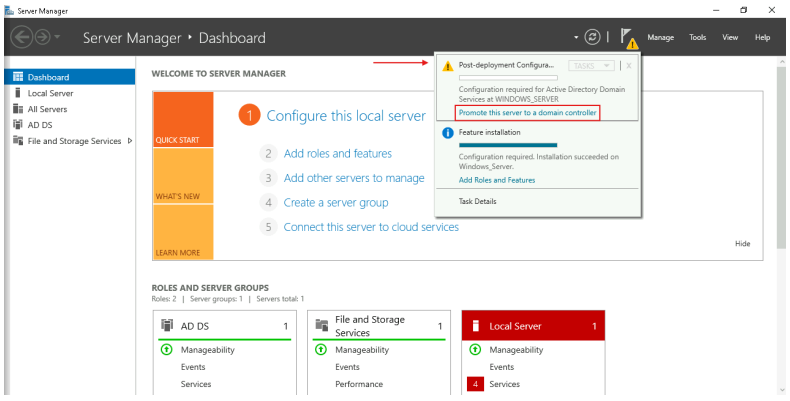 Server Manager
Server Manager • Dashboard
Manage Tools View Help
Dashboard
Local Server
All Servers
AD DS
File and Storage Services
WELCOME TO SERVER MANAGER
QUICK START
WHAT'S NEW
LEARN MORE
1 Configure this local server
2 Add roles and features
3 Add other servers to manage
4 Create a server group
5 Connect this server to cloud services
Hide
Post-deployment Configura... TASKS X
Configuration required for Active Directory Domain
Services at WINDOWS_SERVER
Promote this server to a domain controller
Feature installation
Configuration required. Installation succeeded on
Windows_Server.
Add Roles and Features
Task Details
ROLES AND SERVER GROUPS
Roles: 2 | Server groups: 1 | Servers total: 1
AD DS 1
Manageability
Events
Services
File and Storage
Services 1
Manageability
Events
Performance
Local Server 1
Manageability
Events
4 Services